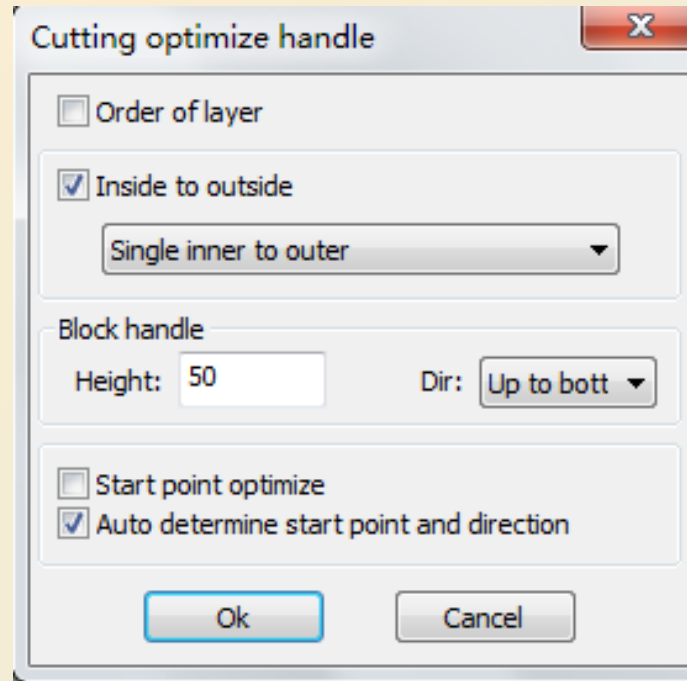 Cutting optimize handle
Order of layer
Inside to outside
Single inner to outer
Block handle
Height: 50 Dir: Up to bott
Start point optimize
Auto determine start point and direction
Ok Cancel